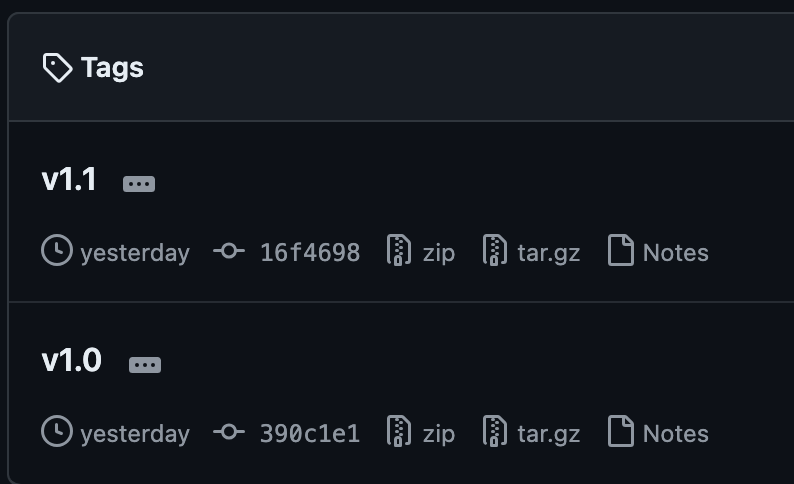 Tags
v1.1
yesterday 16f4698 zip tar.gz Notes
v1.0
yesterday 390c1e1 zip tar.gz Notes